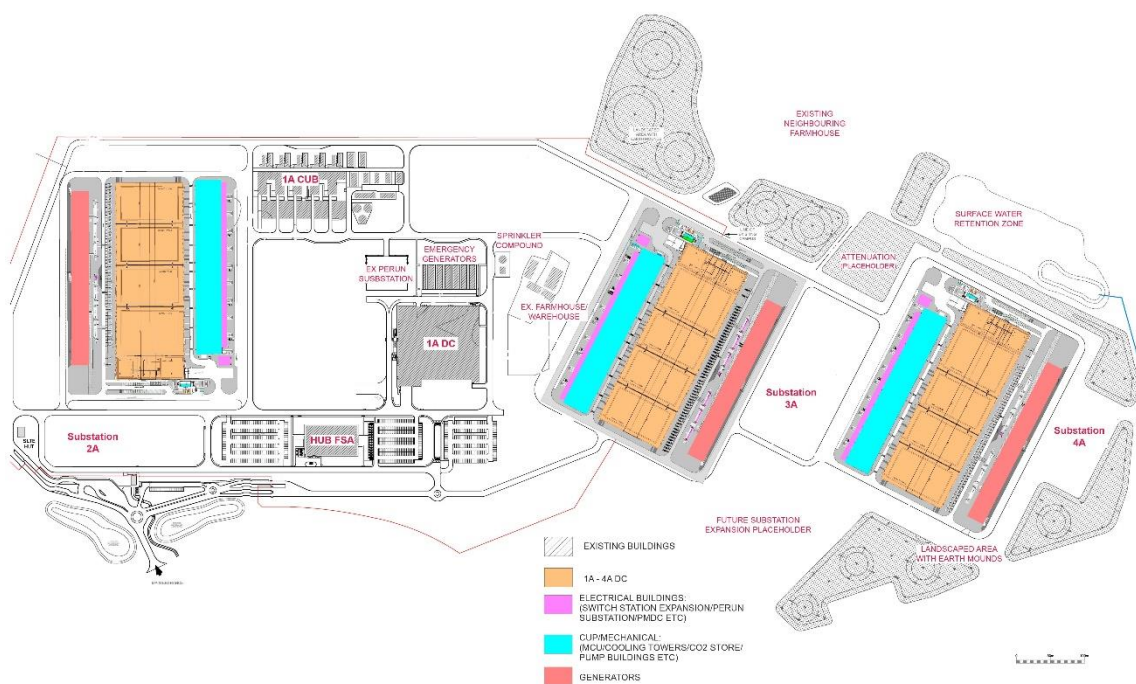 EXISTING
NEIGHBOURING
FARMHOUSE
1A CUB
SURFACE WATER
RETENTION ZONE
SPRINKLER
COMPOUND
EMERGENCY
GENERATORS
ATTENUATION
(PLACEHOLDER)
EX PERUN
SUSBSTATION
EX. FARMHOUSE/
WAREHOUSE
1A DC
Substation
3A
Substation
2A
HUB FSA
Substation
4A
FUTURE SUBSTATION
EXPANSION PLACEHOLDER
LANDSCAPED AREA
WITH EARTH MOUNDS
EXISTING BUILDINGS
1A - 4A DC
ELECTRICAL BUILDINGS:
(SWITCH STATION EXPANSION/PERUN
SUBSTATION/PMDC ETC)
CUP/MECHANICAL:
(MCU/COOLING TOWERS/CO2 STORE/
PUMP BUILDINGS ETC)
GENERATORS